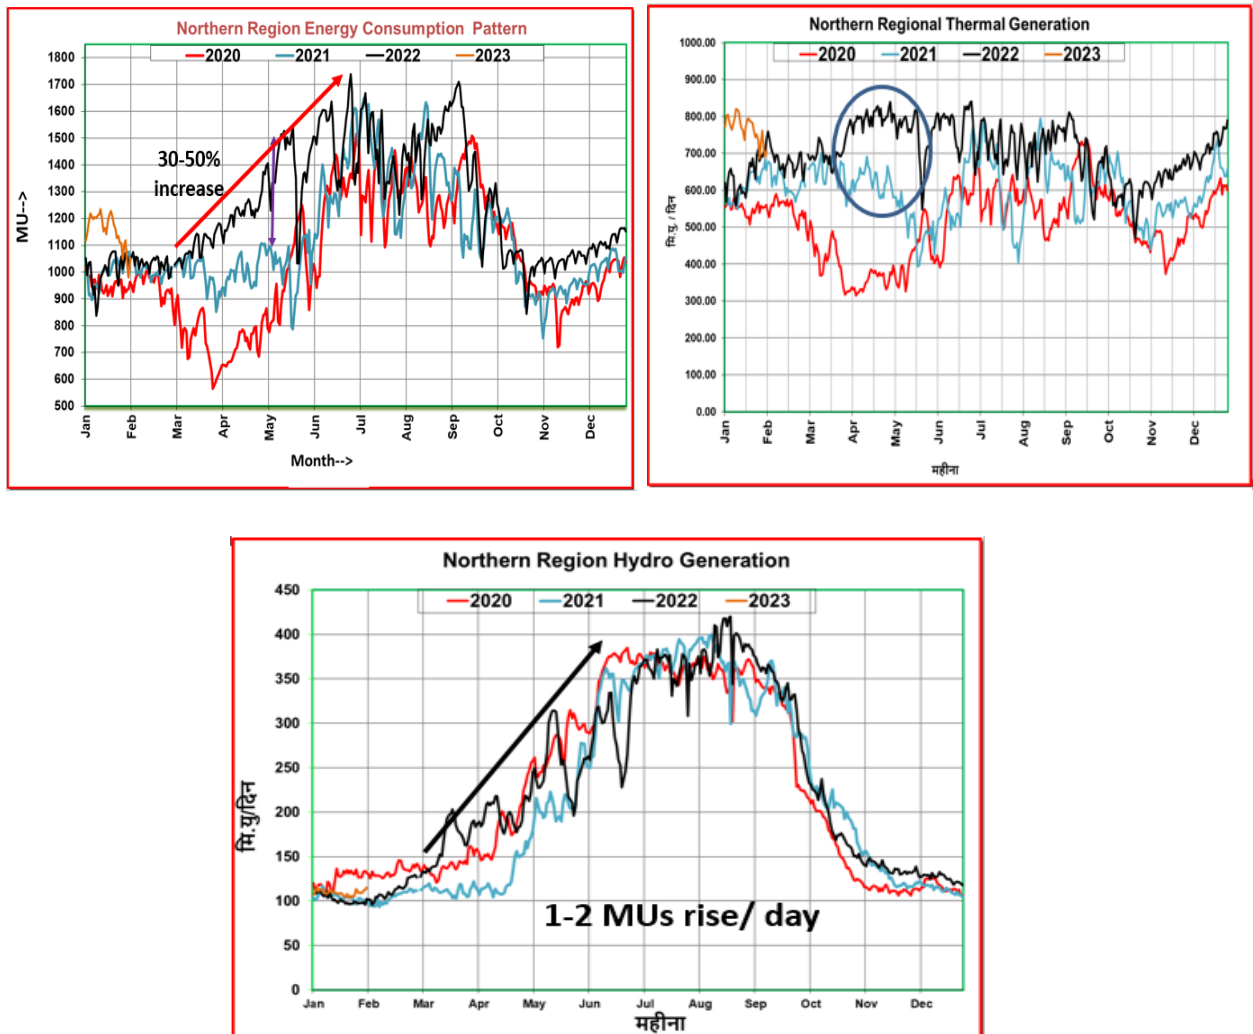 Northern Region Energy Consumption Pattern
2020 2021 2022 2023
1800
1700
1600
1500
1400
1300
1200
1100
1000
900
800
700
600
500
MU-->
30-50%
increase
Jan Feb Mar Apr May Jun Jul Aug Sep Oct Nov Dec
Month-->
Northern Regional Thermal Generation
2020 2021 2022 2023
1000.00
900.00
800.00
700.00
600.00
500.00
400.00
300.00
200.00
100.00
0.00
मि.यु. / दिन
Jan Feb Mar Apr May Jun Jul Aug Sep Oct Nov Dec
महीना
Northern Region Hydro Generation
2020 2021 2022 2023
450
400
350
300
250
200
150
100
50
0
मि.यु/दिन
1-2 MUs rise/ day
Jan Feb Mar Apr May Jun Jul Aug Sep Oct Nov Dec
महीना